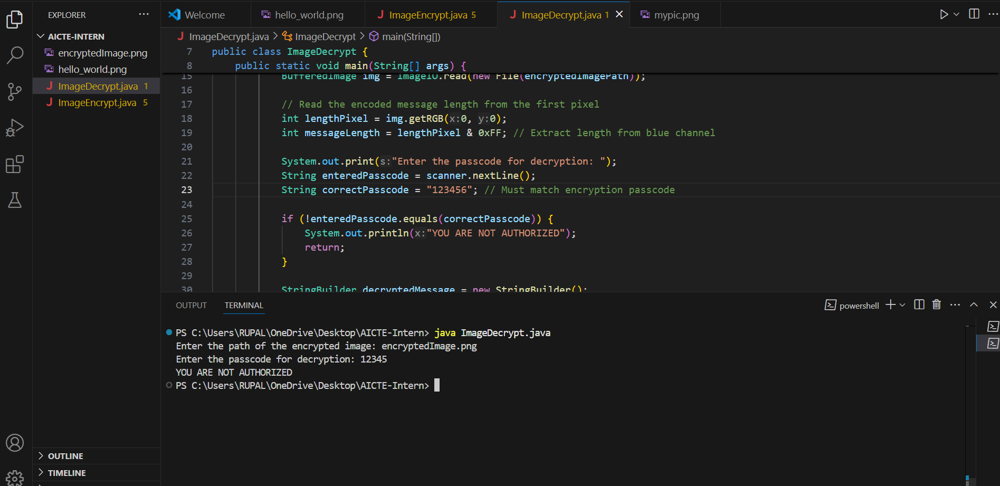 EXPLORER
AICTE-INTERN
encryptedImage.png
hello_world.png
ImageDecrypt.java 1
ImageEncrypt.java 5
OUTLINE
TIMELINE
Welcome
hello_world.png
ImageEncrypt.java 5
ImageDecrypt.java 1
mypic.png
ImageDecrypt.java > ImageDecrypt > main(String[])
7 public class ImageDecrypt {
8 public static void main(String[] args) {
15 BufferedImage img = ImageIO.read(new File(encryptedImagePath));
16
17 // Read the encoded message length from the first pixel
18 int lengthPixel = img.getRGB(x:0, y:0);
19 int messageLength = lengthPixel & 0xFF; // Extract length from blue channel
20
21 System.out.print(s:"Enter the passcode for decryption: ");
22 String enteredPasscode = scanner.nextLine();
23 String correctPasscode = "123456"; // Must match encryption passcode
24
25 if (!enteredPasscode.equals(correctPasscode)) {
26 System.out.println(x:"YOU ARE NOT AUTHORIZED");
27 return;
28 }
29
30 StringBuilder decryptedMessage = new StringBuilder();
OUTPUT TERMINAL
powershell
PS C:\Users\RUPAL\OneDrive\Desktop\AICTE-Intern> java ImageDecrypt.java
Enter the path of the encrypted image: encryptedImage.png
Enter the passcode for decryption: 12345
YOU ARE NOT AUTHORIZED
PS C:\Users\RUPAL\OneDrive\Desktop\AICTE-Intern>